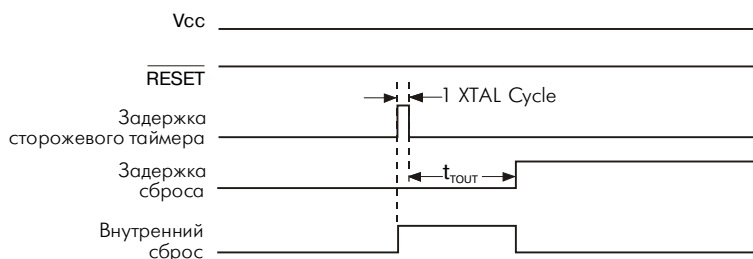 Vcc
RESET
1 XTAL Cycle
Задержка
сторожевого таймера
Задержка
сброса
tTOUT
Внутренний
сброс